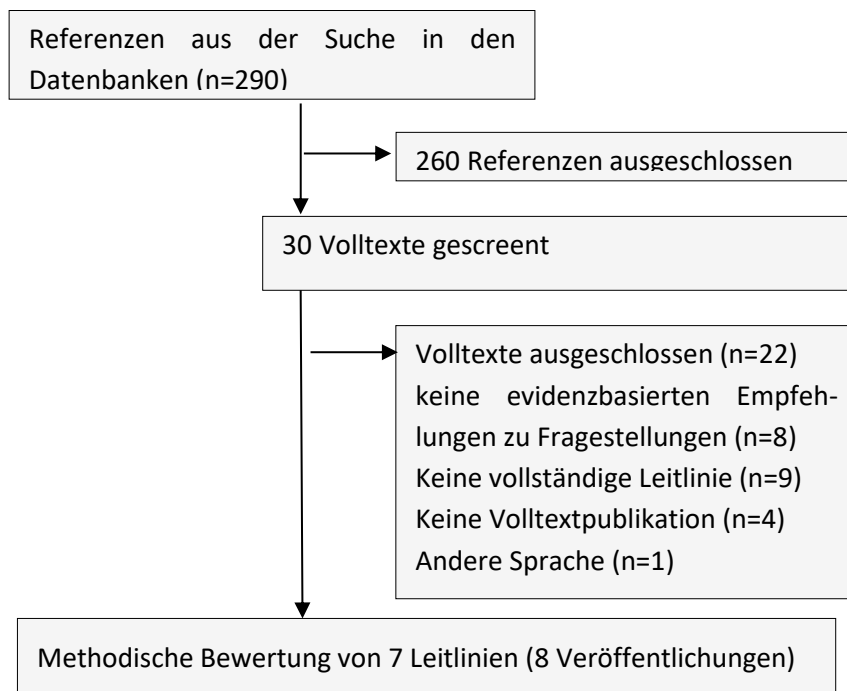 Referenzen aus der Suche in den
Datenbanken (n=290)
260 Referenzen ausgeschlossen
30 Volltexte gescreent
Volltexte ausgeschlossen (n=22)
keine evidenzbasierten Empfeh-
lungen zu Fragestellungen (n=8)
Keine vollständige Leitlinie (n=9)
Keine Volltextpublikation (n=4)
Andere Sprache (n=1)
Methodische Bewertung von 7 Leitlinien (8 Veröffentlichungen)